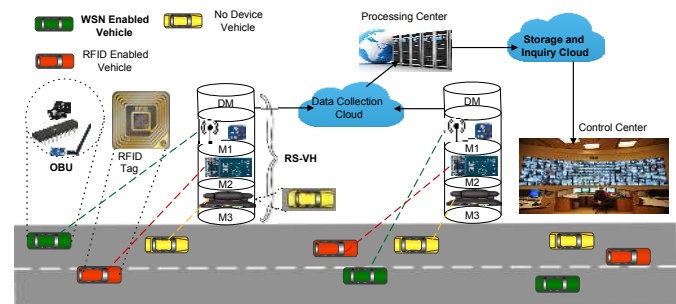 WSN Enabled
Vehicle
No Device
Vehicle
RFID Enabled
Vehicle
Processing Center
Storage and
Inquiry Cloud
DM
Data Collection
Cloud
DM
Control Center
M1
M1
OBU
RFID
Tag
RS-VH
M2
M2
M3
M3